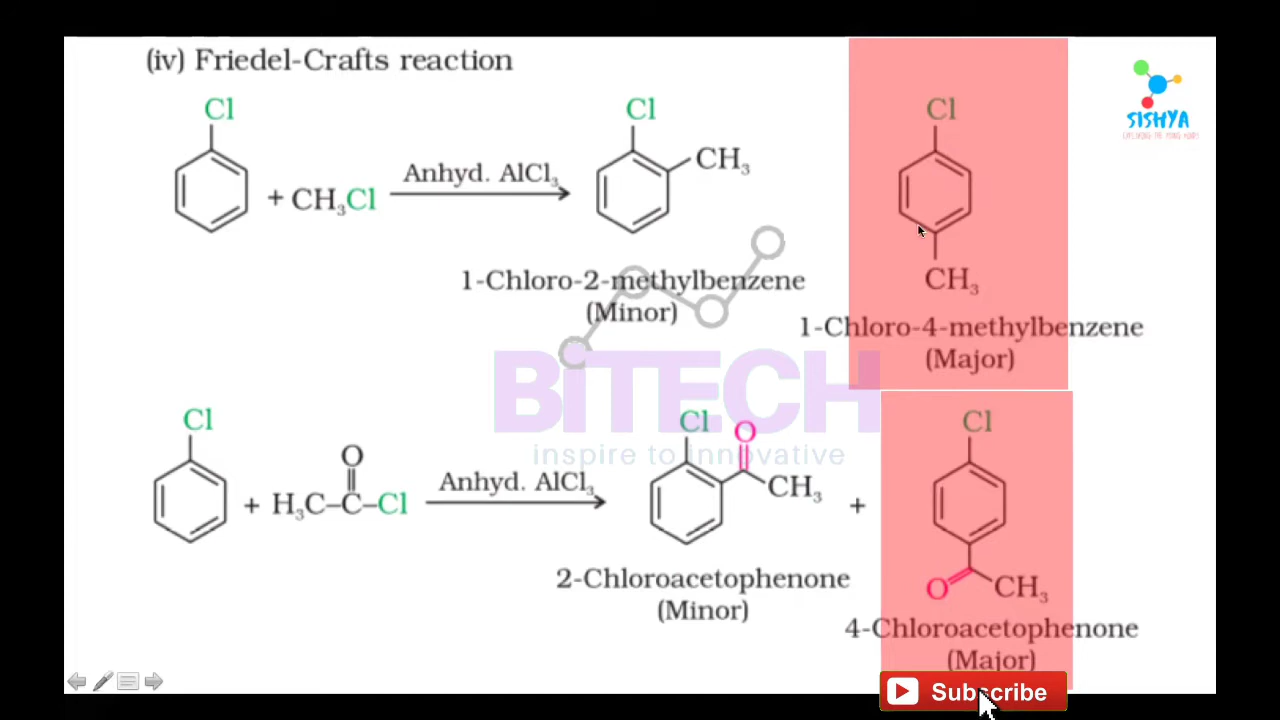 (iv) Friedel-Crafts reaction
Cl
+ CH₃Cl
Anhyd. AlCl₃
Cl
CH₃
1-Chloro-2-methylbenzene
(Minor)
Cl
CH₃
1-Chloro-4-methylbenzene
(Major)
SISHYA
BiTECH
inspire to innovative
Cl
+ H₃C–C–Cl
O
Anhyd. AlCl₃
Cl
O
CH₃
2-Chloroacetophenone
(Minor)
+
Cl
O
CH₃
4-Chloroacetophenone
(Major)
Subscribe